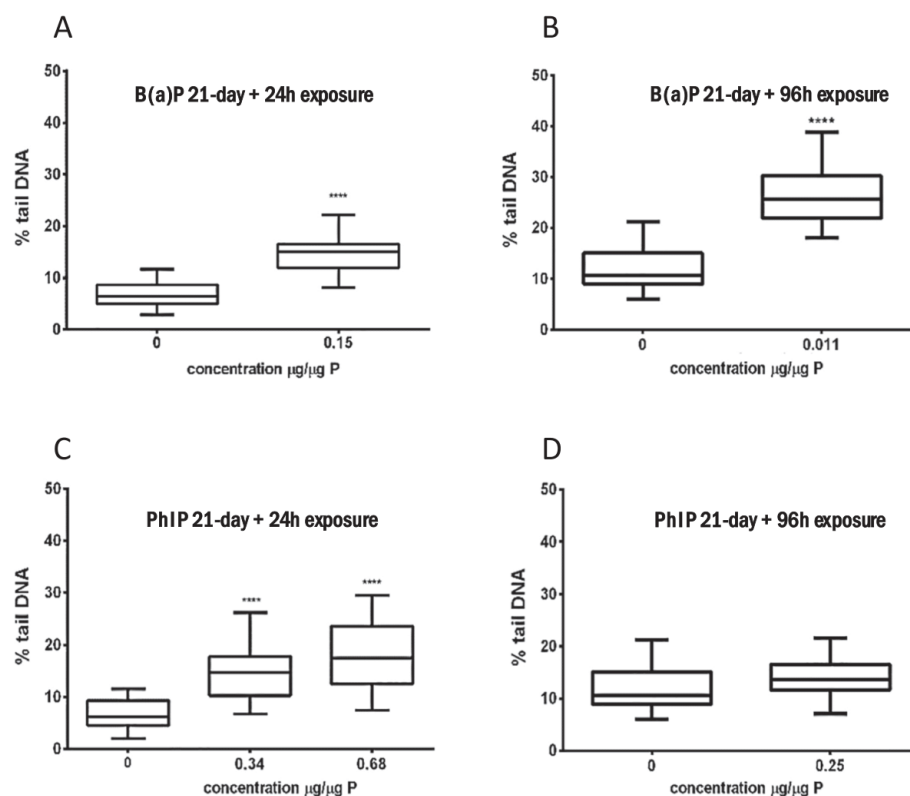 A
B(a)P 21-day + 24h exposure
% tail DNA
50
40
30
20
10
0
****
0 0.15
concentration µg/µg P
B
B(a)P 21-day + 96h exposure
% tail DNA
50
40
30
20
10
0
****
0 0.011
concentration µg/µg P
C
PhIP 21-day + 24h exposure
% tail DNA
50
40
30
20
10
0
**** ****
0 0.34 0.68
concentration µg/µg P
D
PhIP 21-day + 96h exposure
% tail DNA
50
40
30
20
10
0
0 0.25
concentration µg/µg P